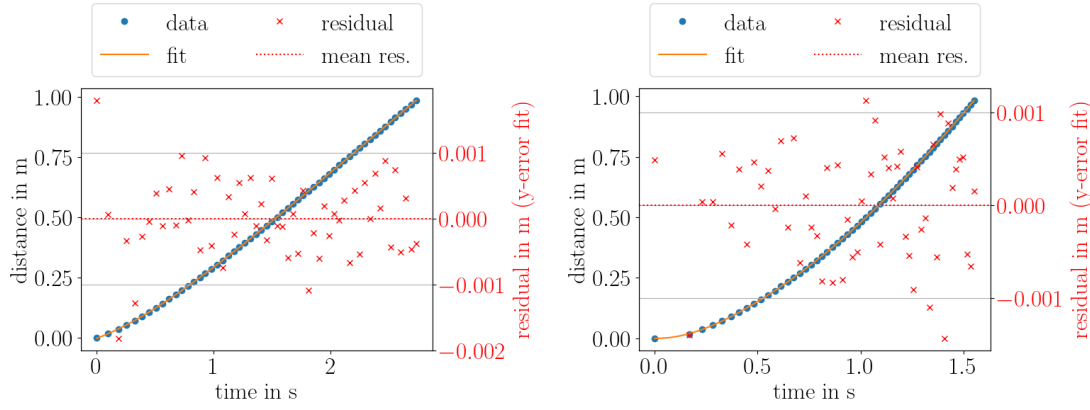 data
residual
fit
mean res.
1.00
0.75
0.50
0.25
0.00
distance in m
0
1
2
time in s
0.001
0.000
−0.001
−0.002
residual in m (y-error fit)
data
residual
fit
mean res.
1.00
0.75
0.50
0.25
0.00
distance in m
0.0
0.5
1.0
1.5
time in s
0.001
0.000
−0.001
residual in m (y-error fit)